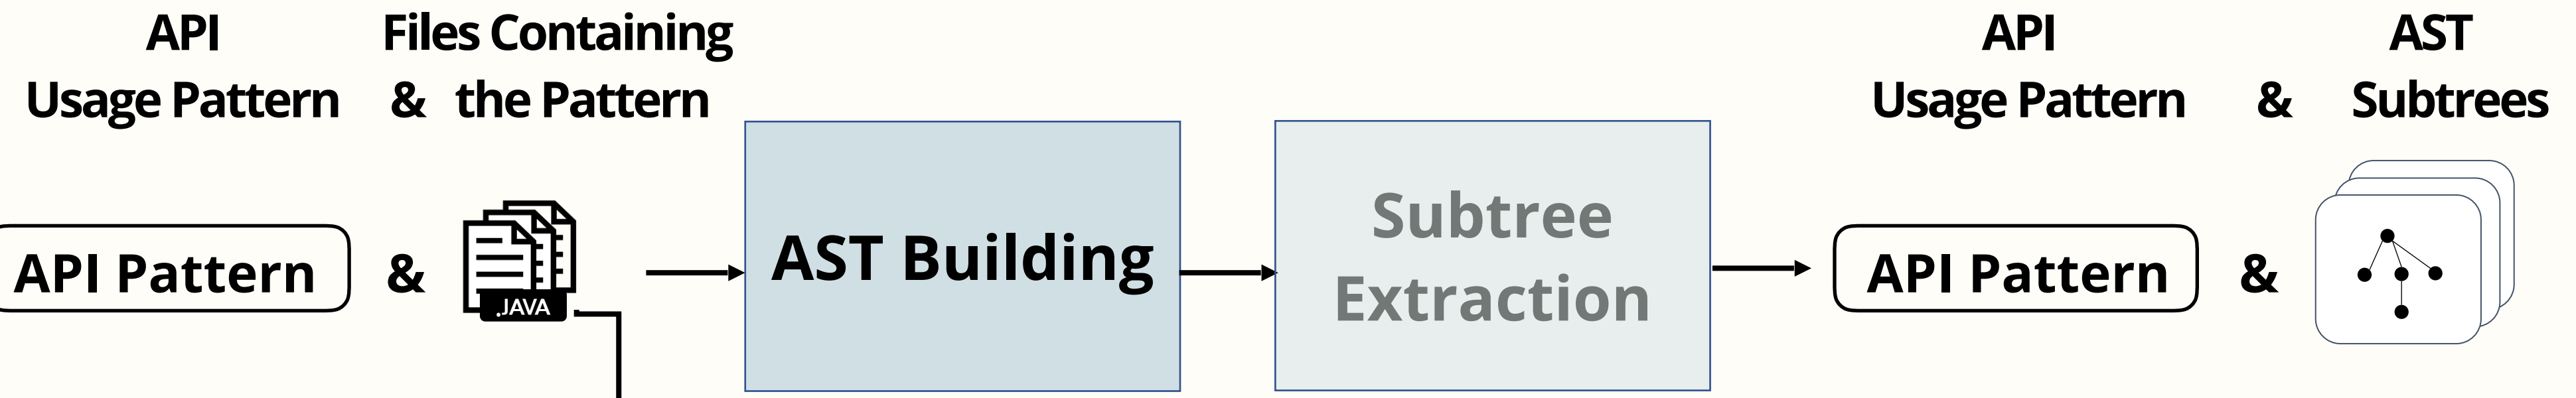 API
Usage Pattern
Files Containing
& the Pattern
API Pattern
&
.JAVA
AST Building
Subtree
Extraction
API
Usage Pattern
&
AST
Subtrees
API Pattern
&